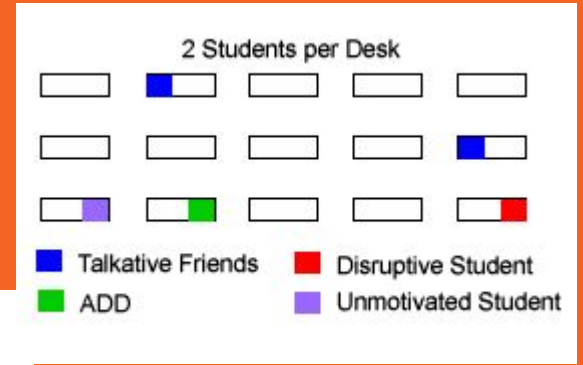 2 Students per Desk
Talkative Friends
Disruptive Student
ADD
Unmotivated Student